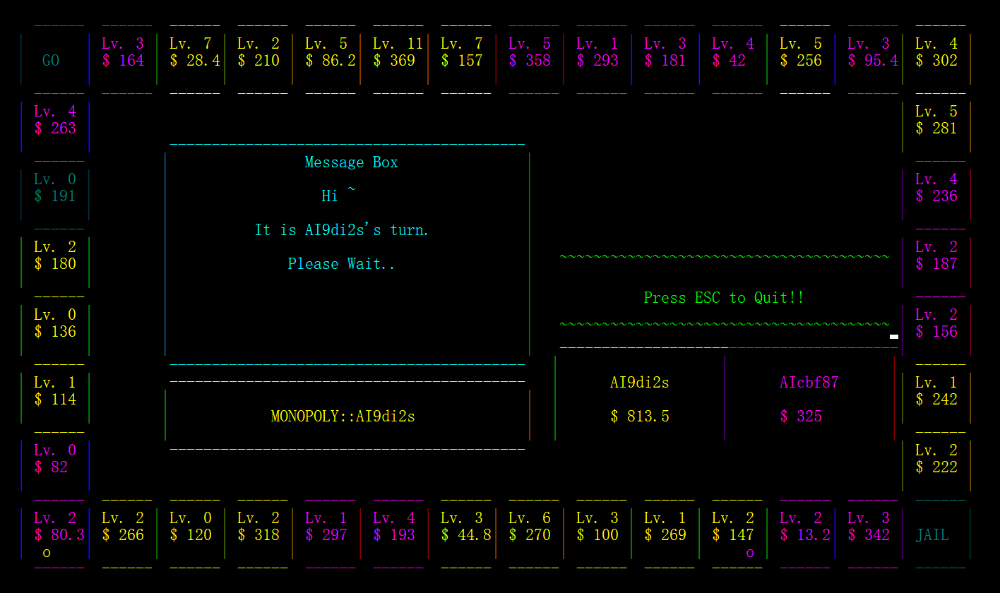 GO
Lv. 3
$ 164
Lv. 7
$ 28.4
Lv. 2
$ 210
Lv. 5
$ 86.2
Lv. 11
$ 369
Lv. 7
$ 157
Lv. 5
$ 358
Lv. 1
$ 293
Lv. 3
$ 181
Lv. 4
$ 42
Lv. 5
$ 256
Lv. 3
$ 95.4
Lv. 4
$ 302
Lv. 4
$ 263
Lv. 5
$ 281
Lv. 0
$ 191
Lv. 4
$ 236
Lv. 2
$ 180
Lv. 2
$ 187
Lv. 0
$ 136
Lv. 2
$ 156
Lv. 1
$ 114
Lv. 1
$ 242
Lv. 0
$ 82
Lv. 2
$ 222
Message Box
Hi ~
It is AI9di2s's turn.
Please Wait..
~~~~~~~~~~~~~~~~~~~~~~~~~~~~~~~~~~~~~~~
Press ESC to Quit!!
~~~~~~~~~~~~~~~~~~~~~~~~~~~~~~~~~~~~~~~
MONOPOLY::AI9di2s
AI9di2s
$ 813.5
AIcbf87
$ 325
Lv. 2
$ 80.3
o
Lv. 2
$ 266
Lv. 0
$ 120
Lv. 2
$ 318
Lv. 1
$ 297
Lv. 4
$ 193
Lv. 3
$ 44.8
Lv. 6
$ 270
Lv. 3
$ 100
Lv. 1
$ 269
Lv. 2
$ 147
o
Lv. 2
$ 13.2
Lv. 3
$ 342
JAIL